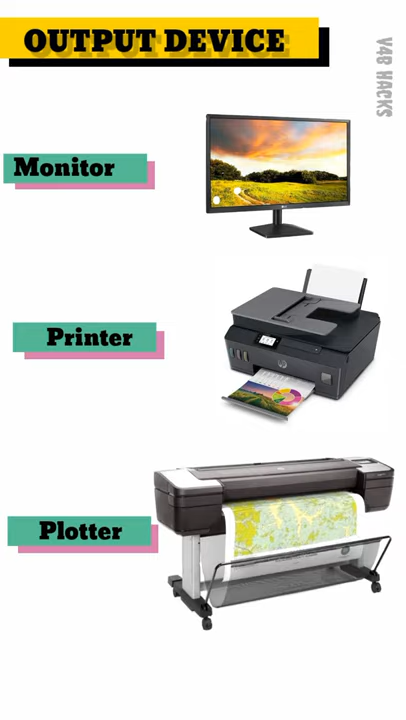 OUTPUT DEVICE
V4B HACKS
Monitor
Printer
Plotter